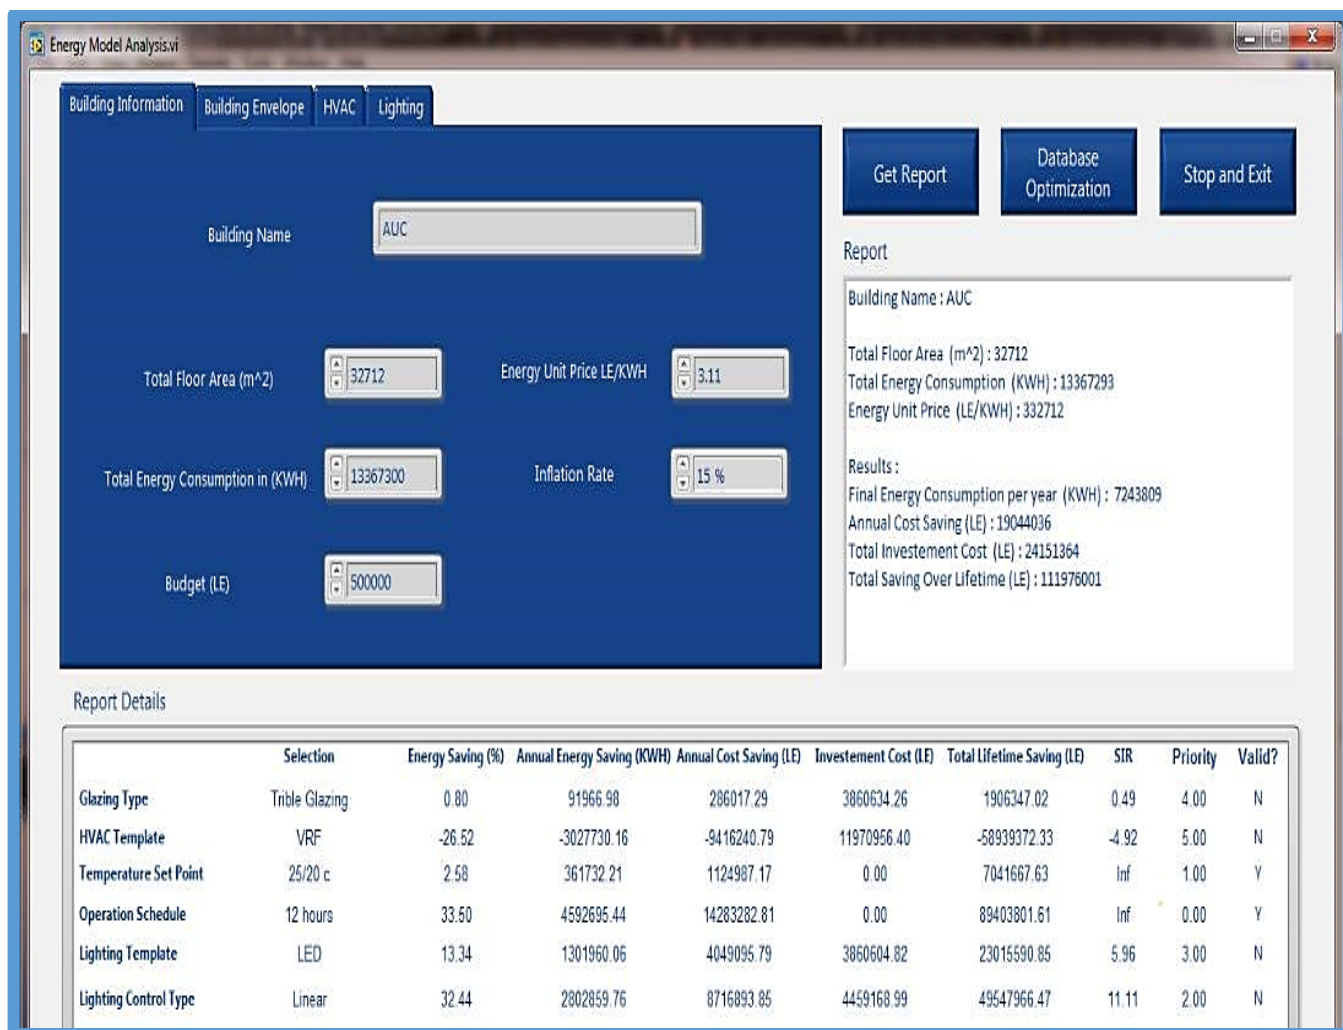 Energy Model Analysis.vi
Building Information Building Envelope HVAC Lighting
Get Report
Database
Optimization
Stop and Exit
Building Name AUC
Total Floor Area (m^2) 32712 Energy Unit Price LE/KWH 3.11
Total Energy Consumption in (KWH) 13367300 Inflation Rate 15 %
Budget (LE) 500000
Report
Building Name : AUC
Total Floor Area (m^2) : 32712
Total Energy Consumption (KWH) : 13367293
Energy Unit Price (LE/KWH) : 332712
Results :
Final Energy Consumption per year (KWH) : 7243809
Annual Cost Saving (LE) : 19044036
Total Investement Cost (LE) : 24151364
Total Saving Over Lifetime (LE) : 111976001
Report Details
Selection Energy Saving (%) Annual Energy Saving (KWH) Annual Cost Saving (LE) Investement Cost (LE) Total Lifetime Saving (LE) SIR Priority Valid?
Glazing Type Trible Glazing 0.80 91966.98 286017.29 3860634.26 1906347.02 0.49 4.00 N
HVAC Template VRF -26.52 -3027730.16 -9416240.79 11970956.40 -58939372.33 -4.92 5.00 N
Temperature Set Point 25/20 c 2.58 361732.21 1124987.17 0.00 7041667.63 Inf 1.00 Y
Operation Schedule 12 hours 33.50 4592695.44 14283282.81 0.00 89403801.61 Inf 0.00 Y
Lighting Template LED 13.34 1301960.06 4049095.79 3860604.82 23015590.85 5.96 3.00 N
Lighting Control Type Linear 32.44 2802859.76 8716893.85 4459168.99 49547966.47 11.11 2.00 N